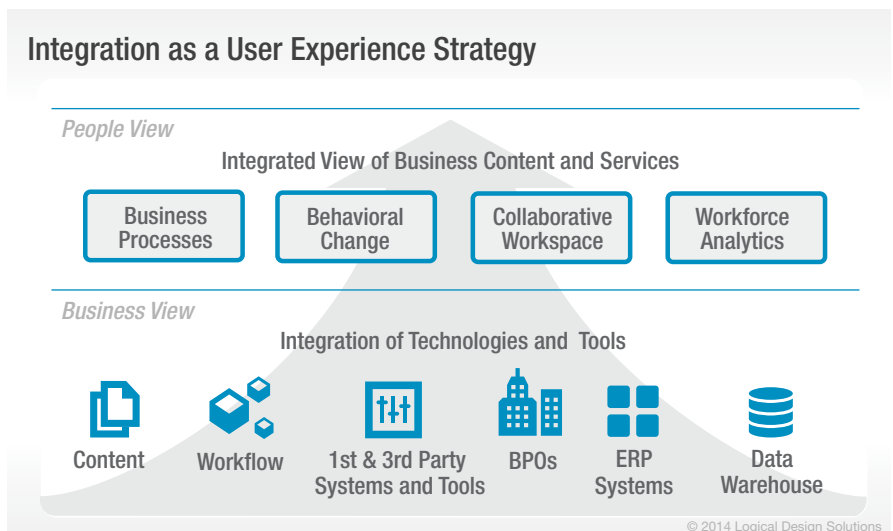 Integration as a User Experience Strategy
People View
Integrated View of Business Content and Services
Business
Processes
Behavioral
Change
Collaborative
Workspace
Workforce
Analytics
Business View
Integration of Technologies and Tools
Content
Workflow
1st & 3rd Party
Systems and Tools
BPOs
ERP
Systems
Data
Warehouse
© 2014 Logical Design Solutions